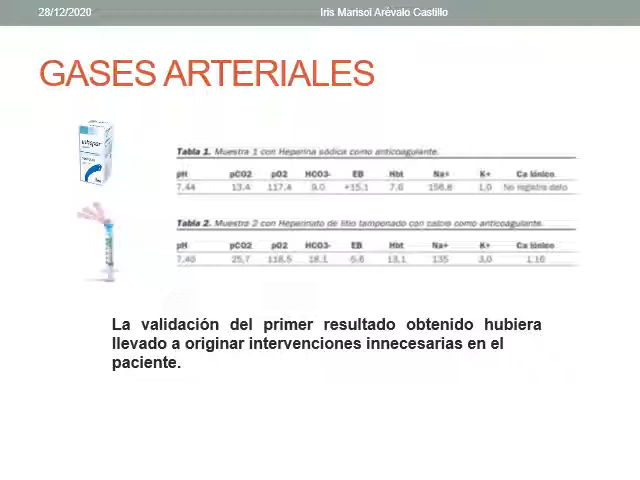 28/12/2020 Iris Marisol Arévalo Castillo
GASES ARTERIALES
Tabla 1. Muestra 1 con Heparina sódica como anticoagulante.
pH pCO2 pO2 HCO3- EB Hbt Na+ K+ Ca Iónico
7.44 13.4 117.4 9.0 +15.1 7.6 156.8 1,0 No registra dato
Tabla 2. Muestra 2 con Heparinato de litio tamponado con calcio como anticoagulante.
pH pCO2 pO2 HCO3- EB Hbt Na+ K+ Ca Iónico
7.40 25,7 118,5 18,1 13,1 135 3,0 1,16
La validación del primer resultado obtenido hubiera
llevado a originar intervenciones innecesarias en el
paciente.